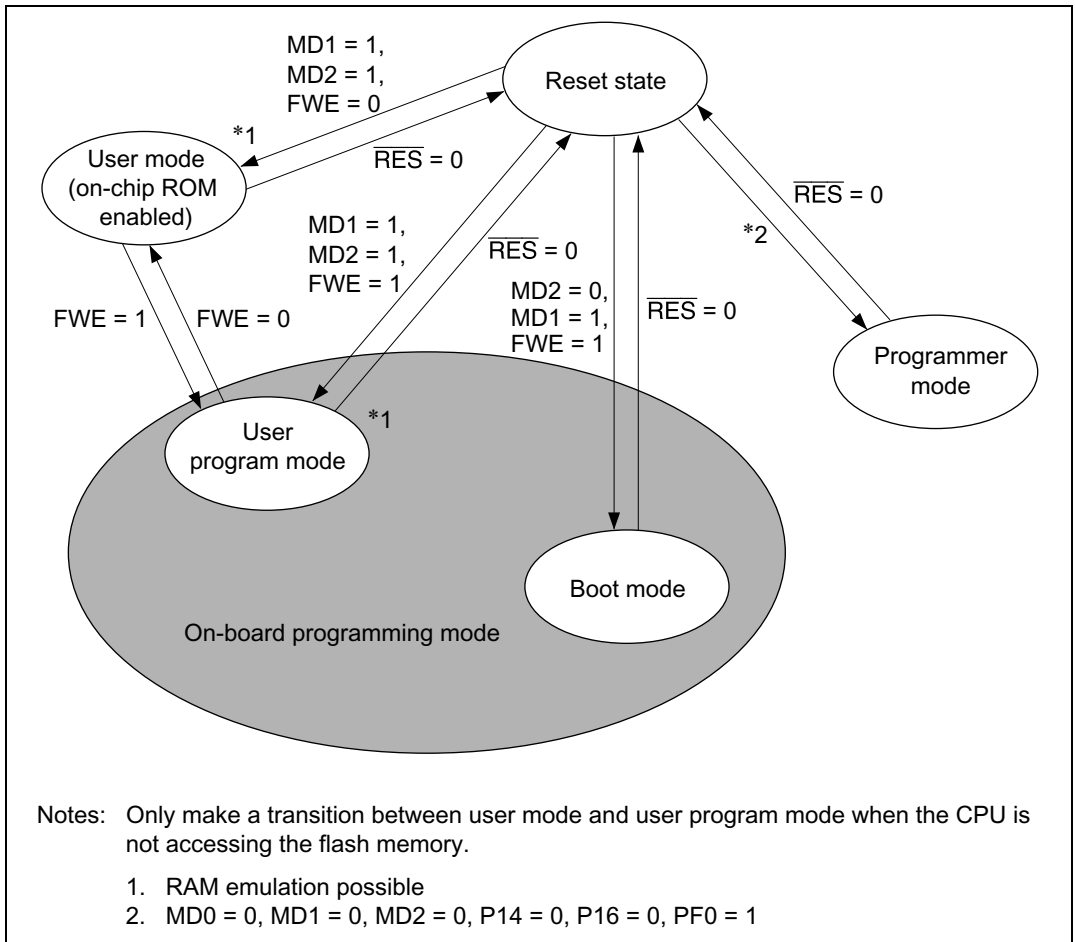 Reset state
MD1 = 1,
MD2 = 1,
FWE = 0
*1
R̅E̅S̅ = 0
User mode
(on-chip ROM
enabled)
MD1 = 1,
MD2 = 1,
FWE = 1
R̅E̅S̅ = 0
MD2 = 0,
MD1 = 1,
FWE = 1
R̅E̅S̅ = 0
*2
R̅E̅S̅ = 0
FWE = 1
FWE = 0
Programmer
mode
User
program mode
*1
Boot mode
On-board programming mode
Notes: Only make a transition between user mode and user program mode when the CPU is
not accessing the flash memory.
1. RAM emulation possible
2. MD0 = 0, MD1 = 0, MD2 = 0, P14 = 0, P16 = 0, PF0 = 1